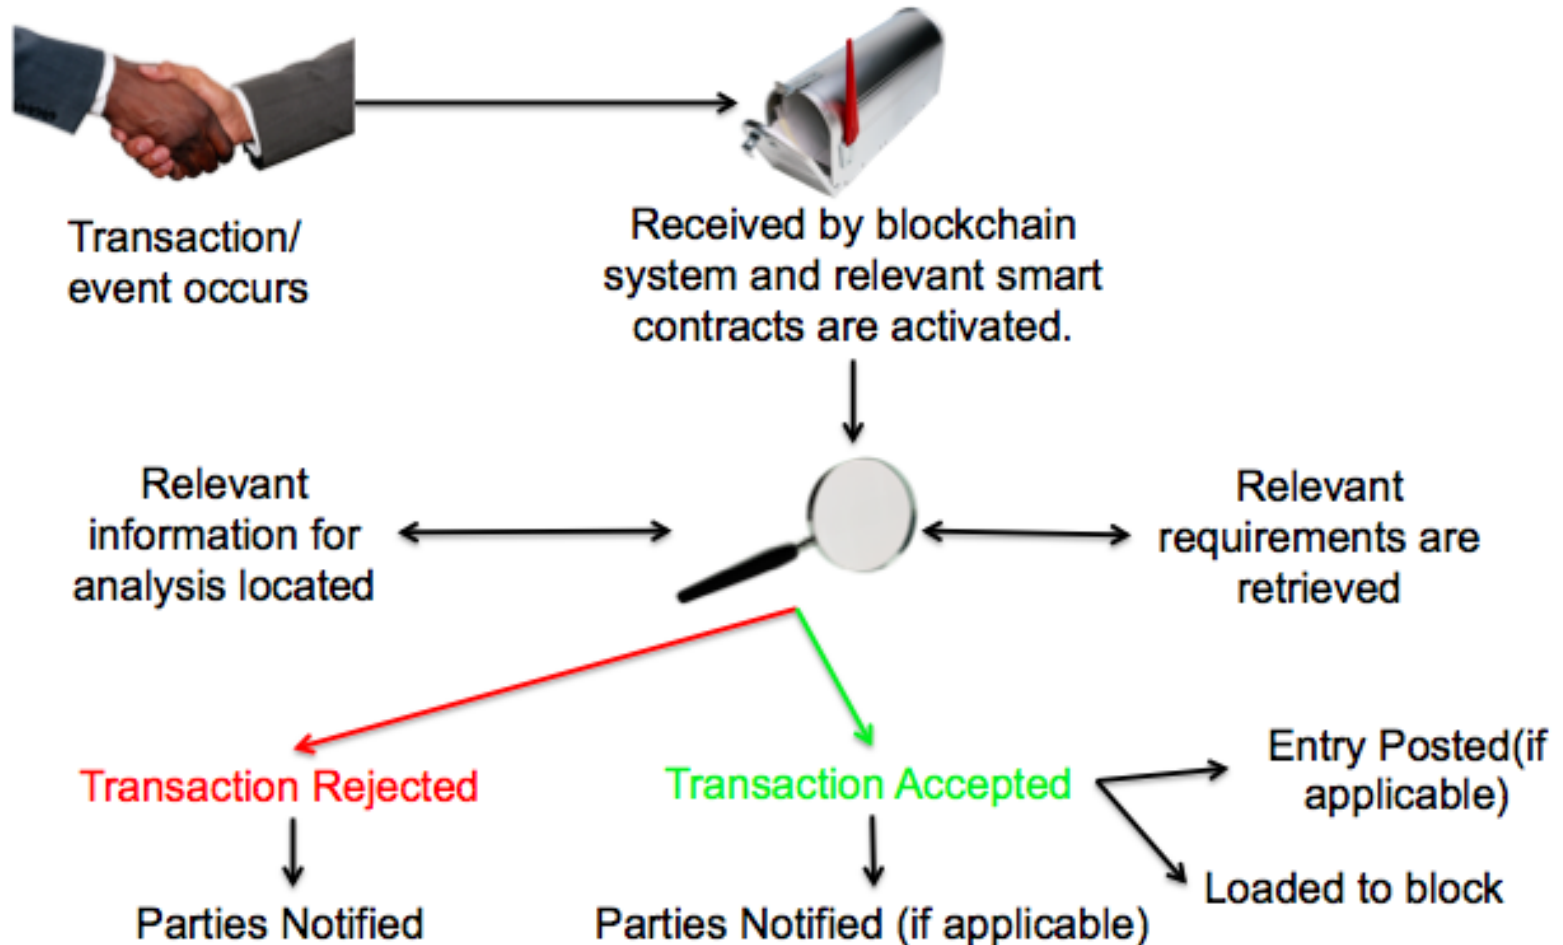 Transaction/
event occurs
Received by blockchain
system and relevant smart
contracts are activated.
Relevant
information for
analysis located
Relevant
requirements are
retrieved
Transaction Rejected
Transaction Accepted
Entry Posted(if
applicable)
Loaded to block
Parties Notified
Parties Notified (if applicable)